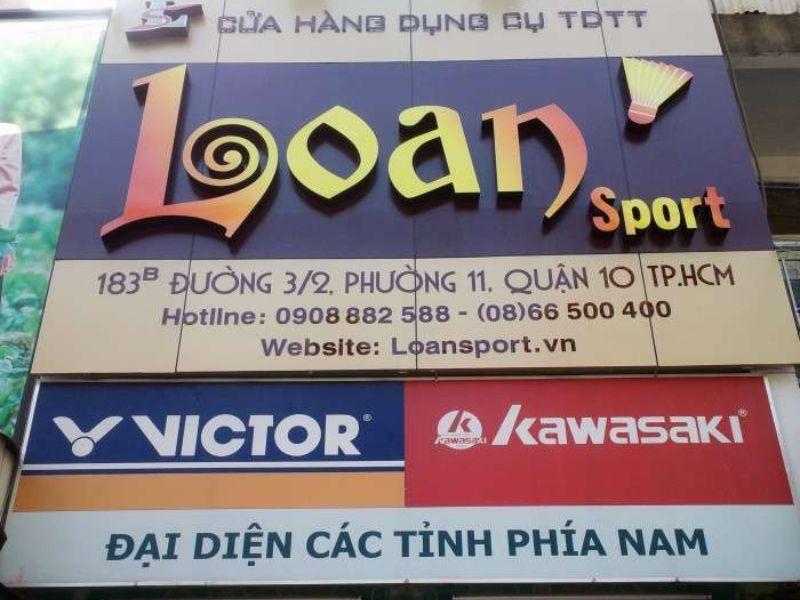 CỬA HÀNG DỤNG CỤ TDTT
Loan
Sport
183B ĐƯỜNG 3/2, PHƯỜNG 11, QUẬN 10 TP.HCM
Hotline: 0908 882 588 - (08)66 500 400
Website: Loansport.vn
VICTOR® Kawasaki Kawasaki®
ĐẠI DIỆN CÁC TỈNH PHÍA NAM